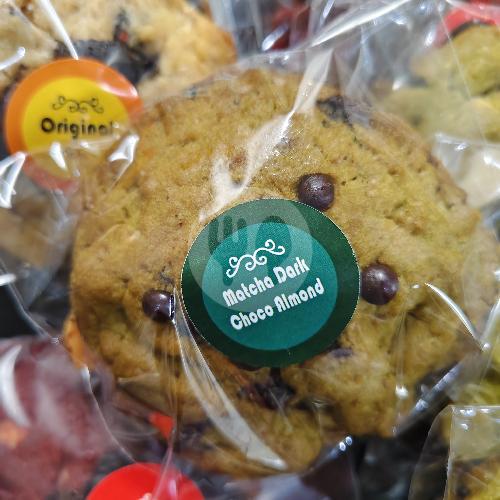 Original
Matcha Dark
Choco Almond